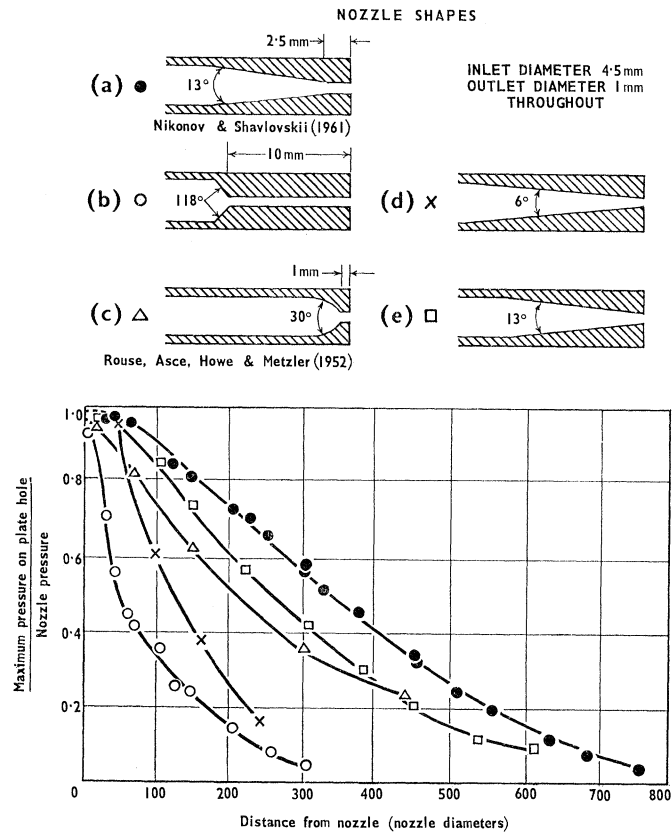 NOZZLE SHAPES
2·5 mm
(a)
13°
Nikonov & Shavlovskii (1961)
INLET DIAMETER 4·5 mm
OUTLET DIAMETER 1 mm
THROUGHOUT
10 mm
(b)
118°
(d) x
6°
1 mm
(c)
30°
Rouse, Asce, Howe & Metzler (1952)
(e)
13°
Maximum pressure on plate hole
Nozzle pressure
1·0
0·8
0·6
0·4
0·2
0
0 100 200 300 400 500 600 700 800
Distance from nozzle (nozzle diameters)